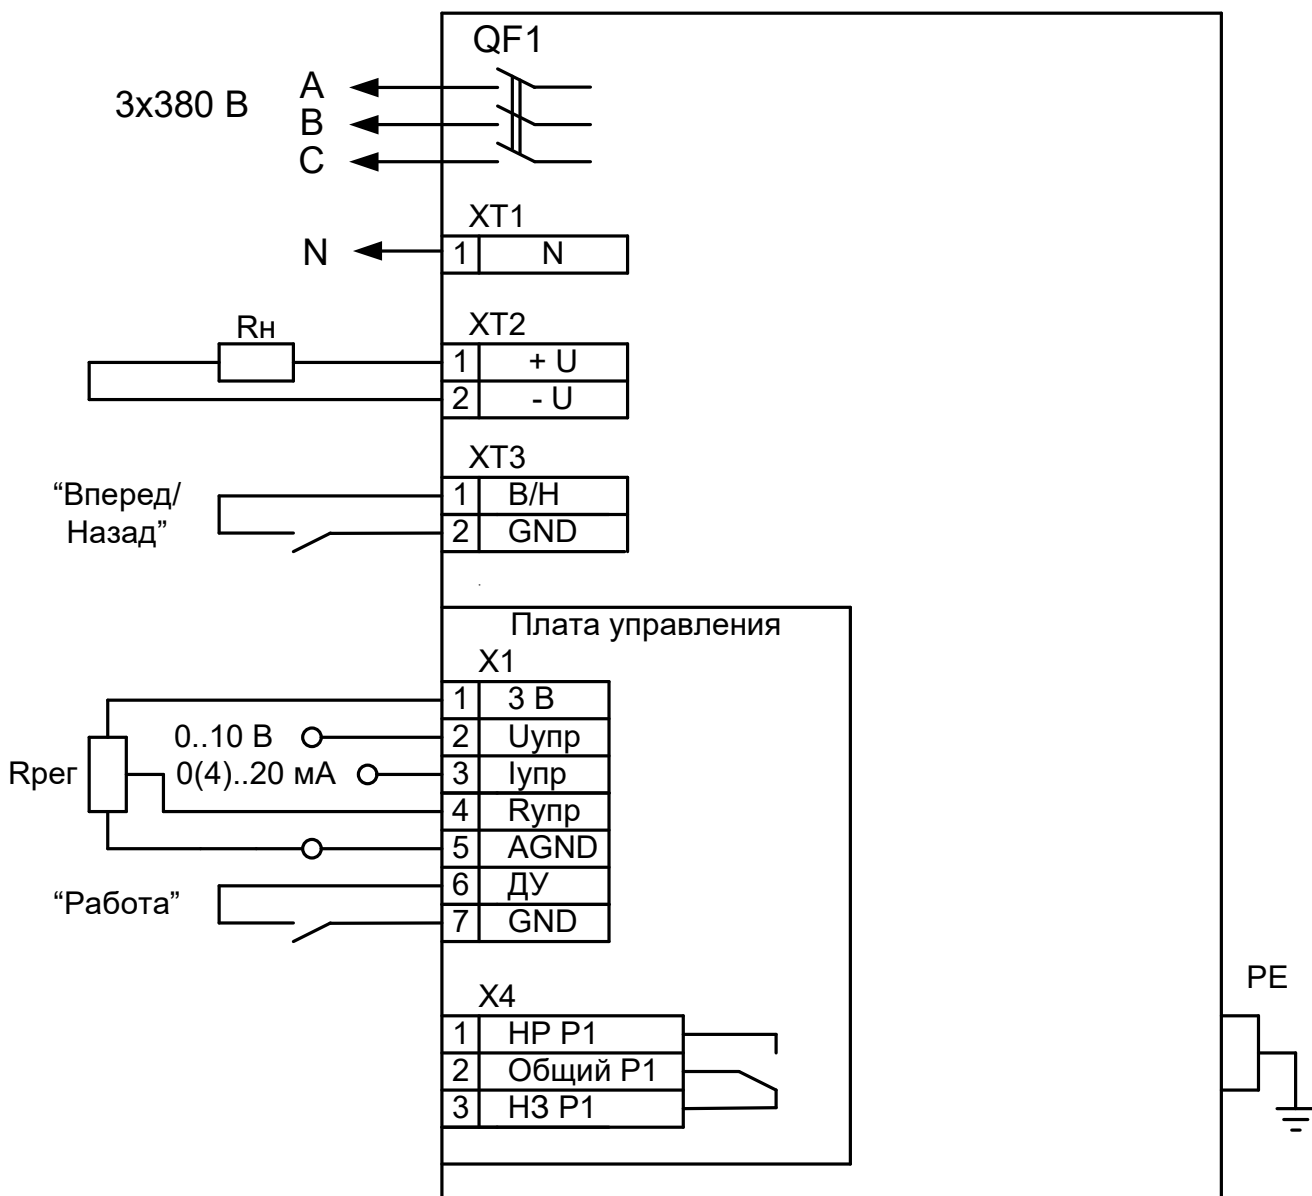 QF1
3x380 В
A
B
C
XT1
N
1 N
Rн
XT2
1 + U
2 - U
XT3
“Вперед/
Назад”
1 В/Н
2 GND
Плата управления
X1
1 3 В
0..10 В
2 Uупр
Rрег
0(4)..20 мА
3 Iупр
4 Rупр
5 AGND
“Работа”
6 ДУ
7 GND
X4
1 НР Р1
2 Общий Р1
3 НЗ Р1
PE